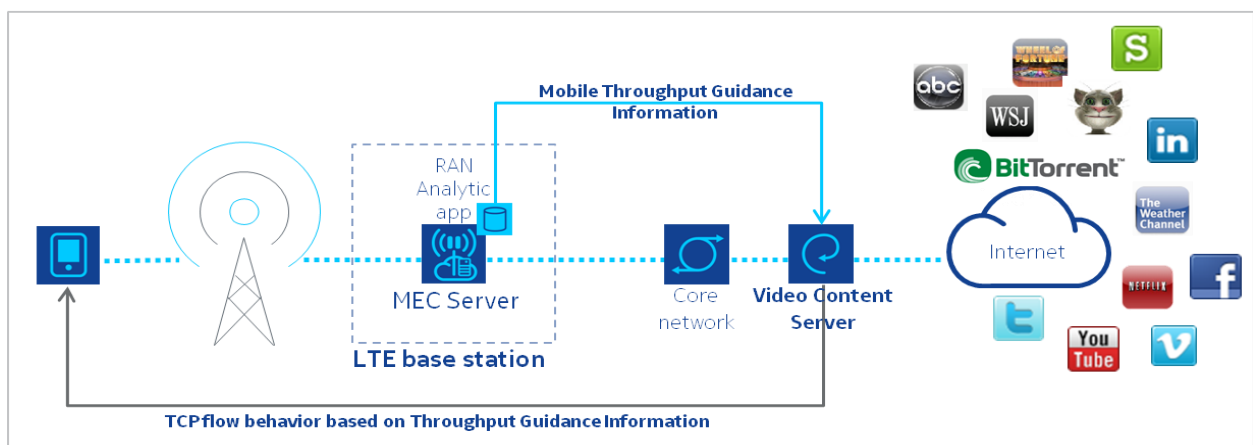 Mobile Throughput Guidance
Information
RAN
Analytic
app
MEC Server
LTE base station
Core
network
Video Content
Server
TCP flow behavior based on Throughput Guidance Information
abc
WHEEL OF
FORTUNE
S
WSJ
in
BitTorrent™
The
Weather
Channel
Internet
NETFLIX
f
t
You
Tube
v